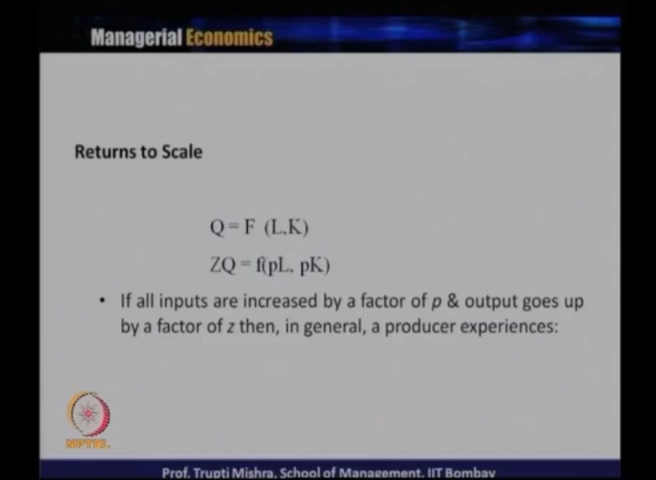 Managerial Economics
Returns to Scale
Q = F (L,K)
ZQ = f(pL, pK)
• If all inputs are increased by a factor of p & output goes up
by a factor of z then, in general, a producer experiences:
NPTEL
Prof. Trupti Mishra, School of Management, IIT Bombay